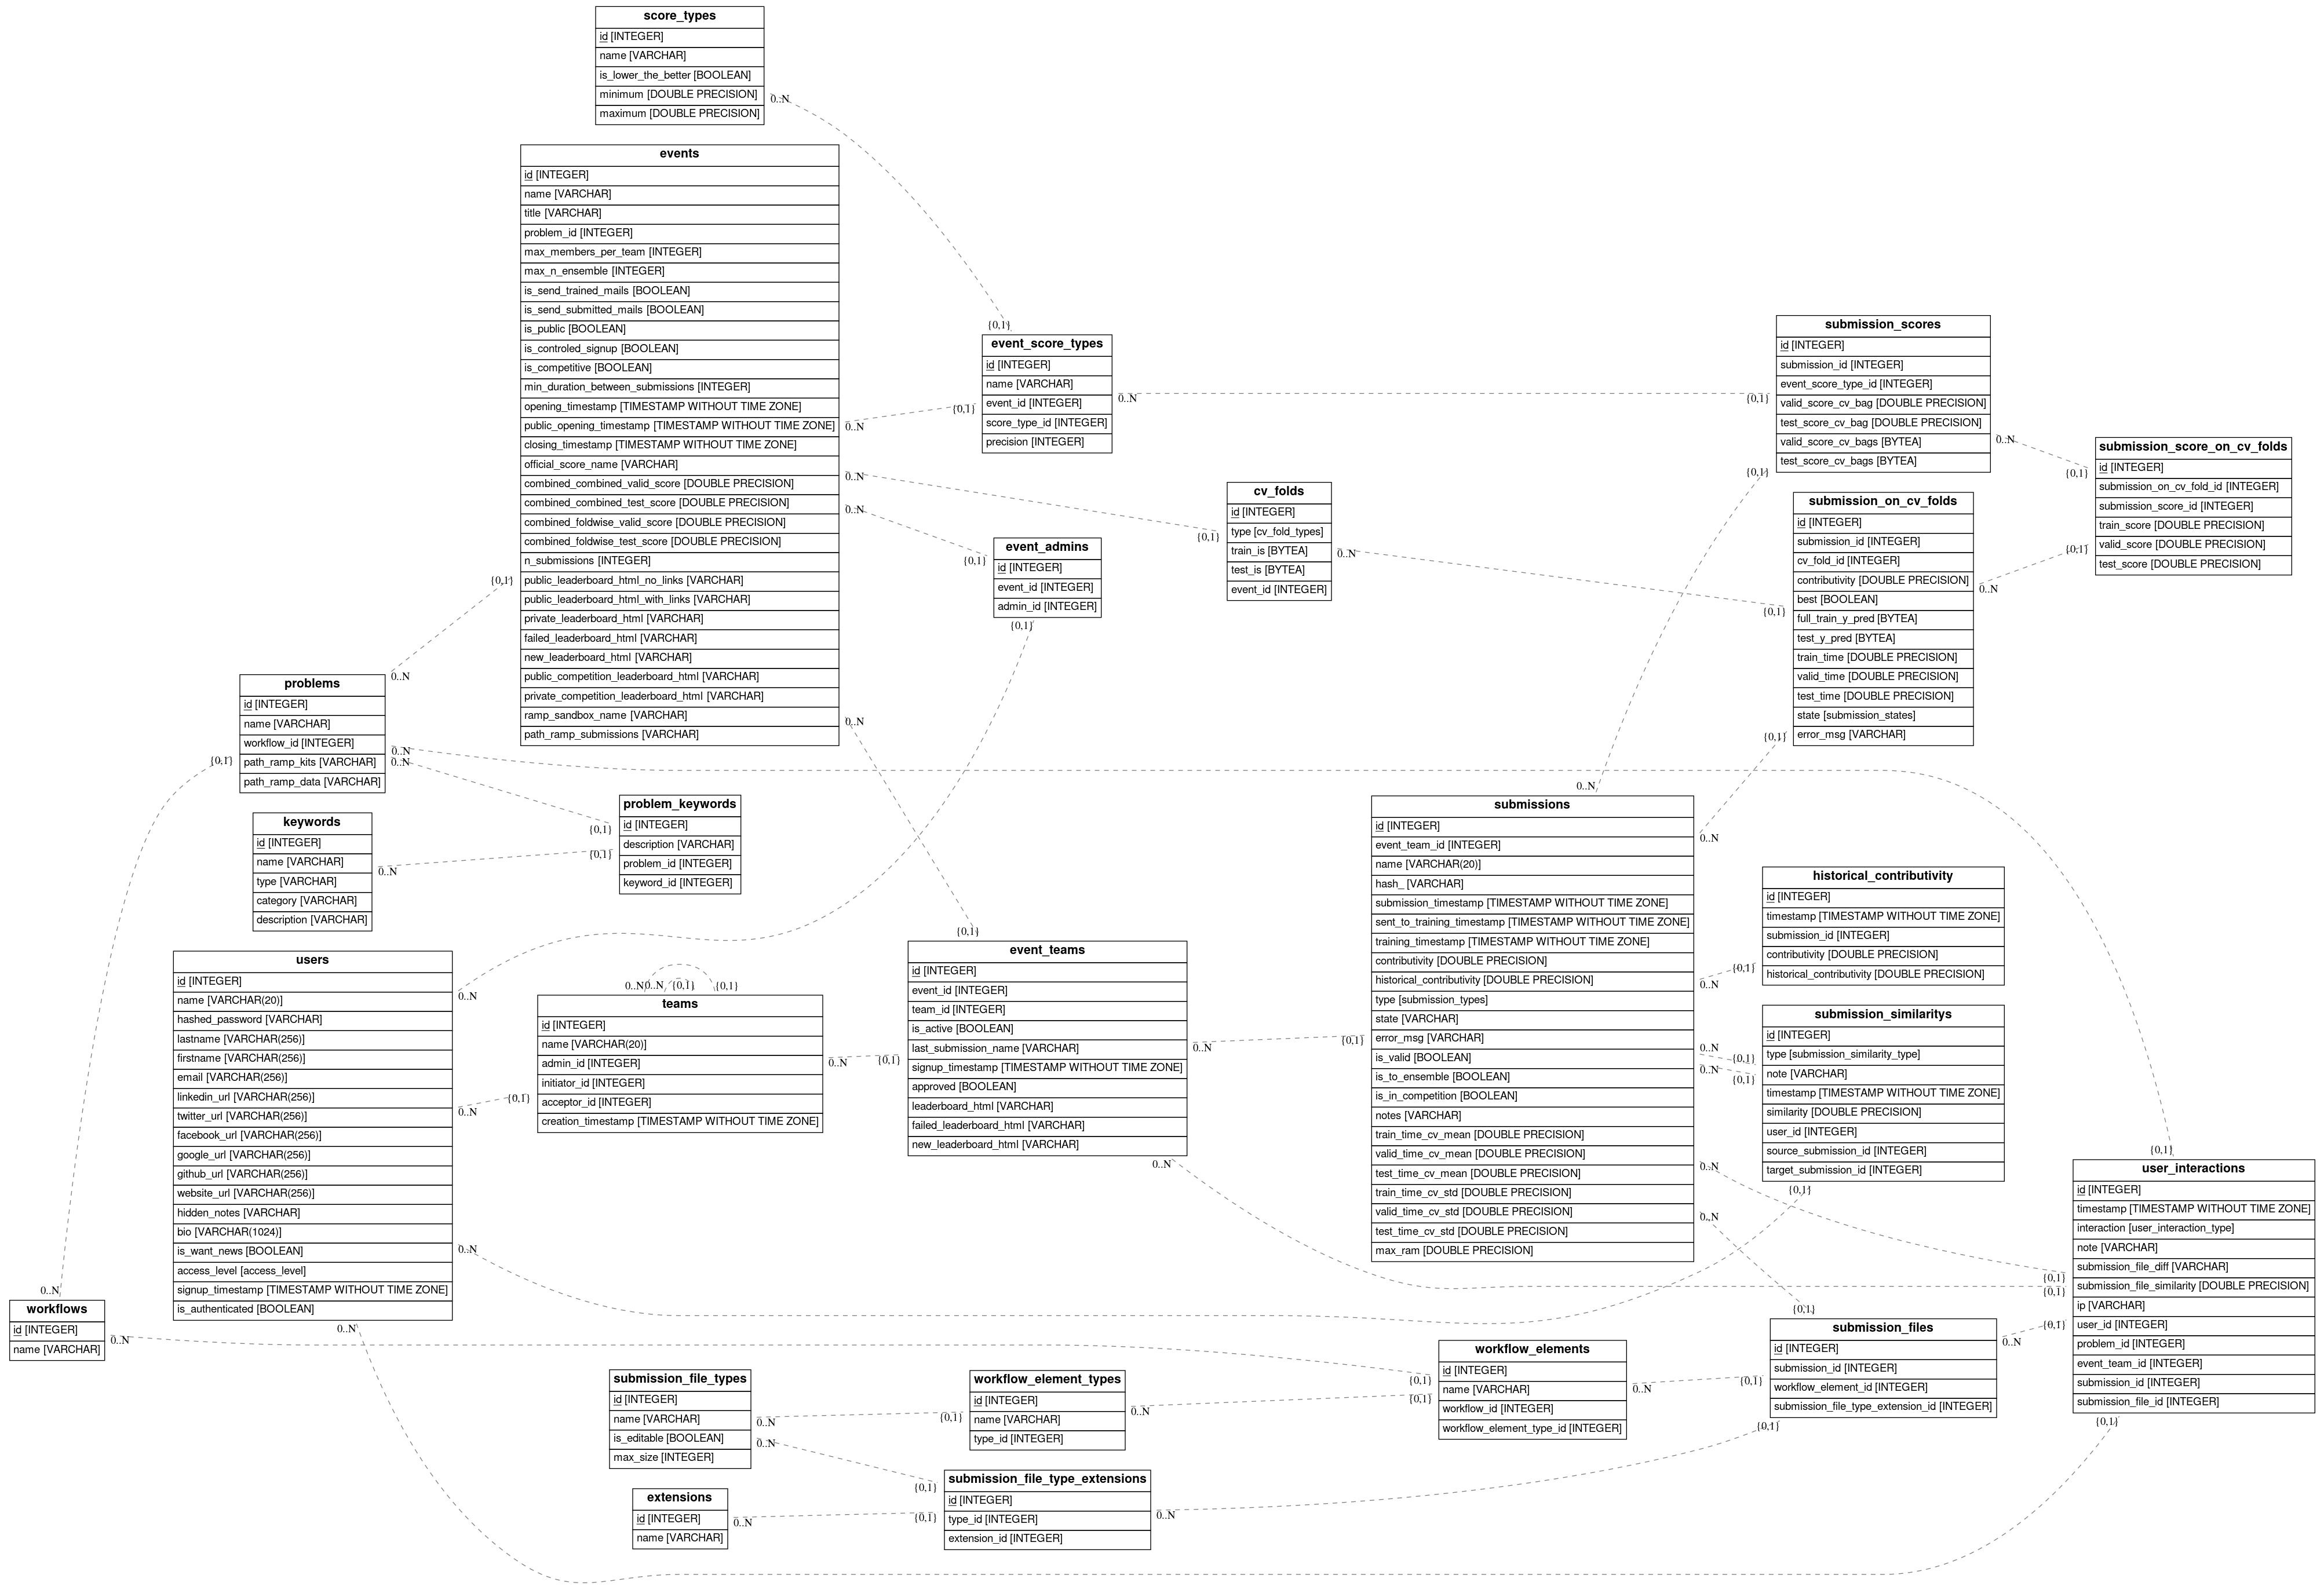 score_types
id [INTEGER]
name [VARCHAR]
is_lower_the_better [BOOLEAN]
minimum [DOUBLE PRECISION]
maximum [DOUBLE PRECISION]
0..N
events
id [INTEGER]
name [VARCHAR]
title [VARCHAR]
problem_id [INTEGER]
max_members_per_team [INTEGER]
max_n_ensemble [INTEGER]
is_send_trained_mails [BOOLEAN]
is_send_submitted_mails [BOOLEAN]
is_public [BOOLEAN]
is_controled_signup [BOOLEAN]
is_competitive [BOOLEAN]
min_duration_between_submissions [INTEGER]
opening_timestamp [TIMESTAMP WITHOUT TIME ZONE]
public_opening_timestamp [TIMESTAMP WITHOUT TIME ZONE]
closing_timestamp [TIMESTAMP WITHOUT TIME ZONE]
official_score_name [VARCHAR]
combined_combined_valid_score [DOUBLE PRECISION]
combined_combined_test_score [DOUBLE PRECISION]
combined_foldwise_valid_score [DOUBLE PRECISION]
combined_foldwise_test_score [DOUBLE PRECISION]
n_submissions [INTEGER]
public_leaderboard_html_no_links [VARCHAR]
public_leaderboard_html_with_links [VARCHAR]
private_leaderboard_html [VARCHAR]
failed_leaderboard_html [VARCHAR]
new_leaderboard_html [VARCHAR]
public_competition_leaderboard_html [VARCHAR]
private_competition_leaderboard_html [VARCHAR]
ramp_sandbox_name [VARCHAR]
path_ramp_submissions [VARCHAR]
{0,1}
0..N
0..N
0..N
0..N
{0,1}
event_score_types
id [INTEGER]
name [VARCHAR]
event_id [INTEGER]
score_type_id [INTEGER]
precision [INTEGER]
{0,1}
0..N
submission_scores
id [INTEGER]
submission_id [INTEGER]
event_score_type_id [INTEGER]
valid_score_cv_bag [DOUBLE PRECISION]
test_score_cv_bag [DOUBLE PRECISION]
valid_score_cv_bags [BYTEA]
test_score_cv_bags [BYTEA]
{0,1}
{0,1}
0..N
submission_score_on_cv_folds
id [INTEGER]
submission_on_cv_fold_id [INTEGER]
submission_score_id [INTEGER]
train_score [DOUBLE PRECISION]
valid_score [DOUBLE PRECISION]
test_score [DOUBLE PRECISION]
{0,1}
{0,1}
cv_folds
id [INTEGER]
type [cv_fold_types]
train_is [BYTEA]
test_is [BYTEA]
event_id [INTEGER]
{0,1}
0..N
event_admins
id [INTEGER]
event_id [INTEGER]
admin_id [INTEGER]
{0,1}
{0,1}
submission_on_cv_folds
id [INTEGER]
submission_id [INTEGER]
cv_fold_id [INTEGER]
contributivity [DOUBLE PRECISION]
best [BOOLEAN]
full_train_y_pred [BYTEA]
test_y_pred [BYTEA]
train_time [DOUBLE PRECISION]
valid_time [DOUBLE PRECISION]
test_time [DOUBLE PRECISION]
state [submission_states]
error_msg [VARCHAR]
{0,1}
{0,1}
0..N
problems
id [INTEGER]
name [VARCHAR]
workflow_id [INTEGER]
path_ramp_kits [VARCHAR]
path_ramp_data [VARCHAR]
{0,1}
0..N
0..N
0..N
keywords
id [INTEGER]
name [VARCHAR]
type [VARCHAR]
category [VARCHAR]
description [VARCHAR]
0..N
problem_keywords
id [INTEGER]
description [VARCHAR]
problem_id [INTEGER]
keyword_id [INTEGER]
{0,1}
{0,1}
users
id [INTEGER]
name [VARCHAR(20)]
hashed_password [VARCHAR]
lastname [VARCHAR(256)]
firstname [VARCHAR(256)]
email [VARCHAR(256)]
linkedin_url [VARCHAR(256)]
twitter_url [VARCHAR(256)]
facebook_url [VARCHAR(256)]
google_url [VARCHAR(256)]
github_url [VARCHAR(256)]
website_url [VARCHAR(256)]
hidden_notes [VARCHAR]
bio [VARCHAR(1024)]
is_want_news [BOOLEAN]
access_level [access_level]
signup_timestamp [TIMESTAMP WITHOUT TIME ZONE]
is_authenticated [BOOLEAN]
0..N
0..N
0..N
0..N
0..N
0..N
{0,1}
{0,1}
teams
id [INTEGER]
name [VARCHAR(20)]
admin_id [INTEGER]
initiator_id [INTEGER]
acceptor_id [INTEGER]
creation_timestamp [TIMESTAMP WITHOUT TIME ZONE]
{0,1}
0..N
{0,1}
event_teams
id [INTEGER]
event_id [INTEGER]
team_id [INTEGER]
is_active [BOOLEAN]
last_submission_name [VARCHAR]
signup_timestamp [TIMESTAMP WITHOUT TIME ZONE]
approved [BOOLEAN]
leaderboard_html [VARCHAR]
failed_leaderboard_html [VARCHAR]
new_leaderboard_html [VARCHAR]
{0,1}
0..N
0..N
0..N
submissions
id [INTEGER]
event_team_id [INTEGER]
name [VARCHAR(20)]
hash_ [VARCHAR]
submission_timestamp [TIMESTAMP WITHOUT TIME ZONE]
sent_to_training_timestamp [TIMESTAMP WITHOUT TIME ZONE]
training_timestamp [TIMESTAMP WITHOUT TIME ZONE]
contributivity [DOUBLE PRECISION]
historical_contributivity [DOUBLE PRECISION]
type [submission_types]
state [VARCHAR]
error_msg [VARCHAR]
is_valid [BOOLEAN]
is_to_ensemble [BOOLEAN]
is_in_competition [BOOLEAN]
notes [VARCHAR]
train_time_cv_mean [DOUBLE PRECISION]
valid_time_cv_mean [DOUBLE PRECISION]
test_time_cv_mean [DOUBLE PRECISION]
train_time_cv_std [DOUBLE PRECISION]
valid_time_cv_std [DOUBLE PRECISION]
test_time_cv_std [DOUBLE PRECISION]
max_ram [DOUBLE PRECISION]
{0,1}
0..N
0..N
0..N
0..N
0..N
0..N
historical_contributivity
id [INTEGER]
timestamp [TIMESTAMP WITHOUT TIME ZONE]
submission_id [INTEGER]
contributivity [DOUBLE PRECISION]
historical_contributivity [DOUBLE PRECISION]
{0,1}
submission_similaritys
id [INTEGER]
type [submission_similarity_type]
note [VARCHAR]
timestamp [TIMESTAMP WITHOUT TIME ZONE]
similarity [DOUBLE PRECISION]
user_id [INTEGER]
source_submission_id [INTEGER]
target_submission_id [INTEGER]
{0,1}
{0,1}
{0,1}
{0,1}
user_interactions
id [INTEGER]
timestamp [TIMESTAMP WITHOUT TIME ZONE]
interaction [user_interaction_type]
note [VARCHAR]
submission_file_diff [VARCHAR]
submission_file_similarity [DOUBLE PRECISION]
ip [VARCHAR]
user_id [INTEGER]
problem_id [INTEGER]
event_team_id [INTEGER]
submission_id [INTEGER]
submission_file_id [INTEGER]
{0,1}
{0,1}
{0,1}
{0,1}
0..N
workflows
id [INTEGER]
name [VARCHAR]
0..N
submission_file_types
id [INTEGER]
name [VARCHAR]
is_editable [BOOLEAN]
max_size [INTEGER]
0..N
0..N
workflow_element_types
id [INTEGER]
name [VARCHAR]
type_id [INTEGER]
{0,1}
0..N
workflow_elements
id [INTEGER]
name [VARCHAR]
workflow_id [INTEGER]
workflow_element_type_id [INTEGER]
{0,1}
{0,1}
0..N
{0,1}
submission_files
id [INTEGER]
submission_id [INTEGER]
workflow_element_id [INTEGER]
submission_file_type_extension_id [INTEGER]
{0,1}
{0,1}
0..N
extensions
id [INTEGER]
name [VARCHAR]
0..N
submission_file_type_extensions
id [INTEGER]
type_id [INTEGER]
extension_id [INTEGER]
{0,1}
{0,1}
0..N